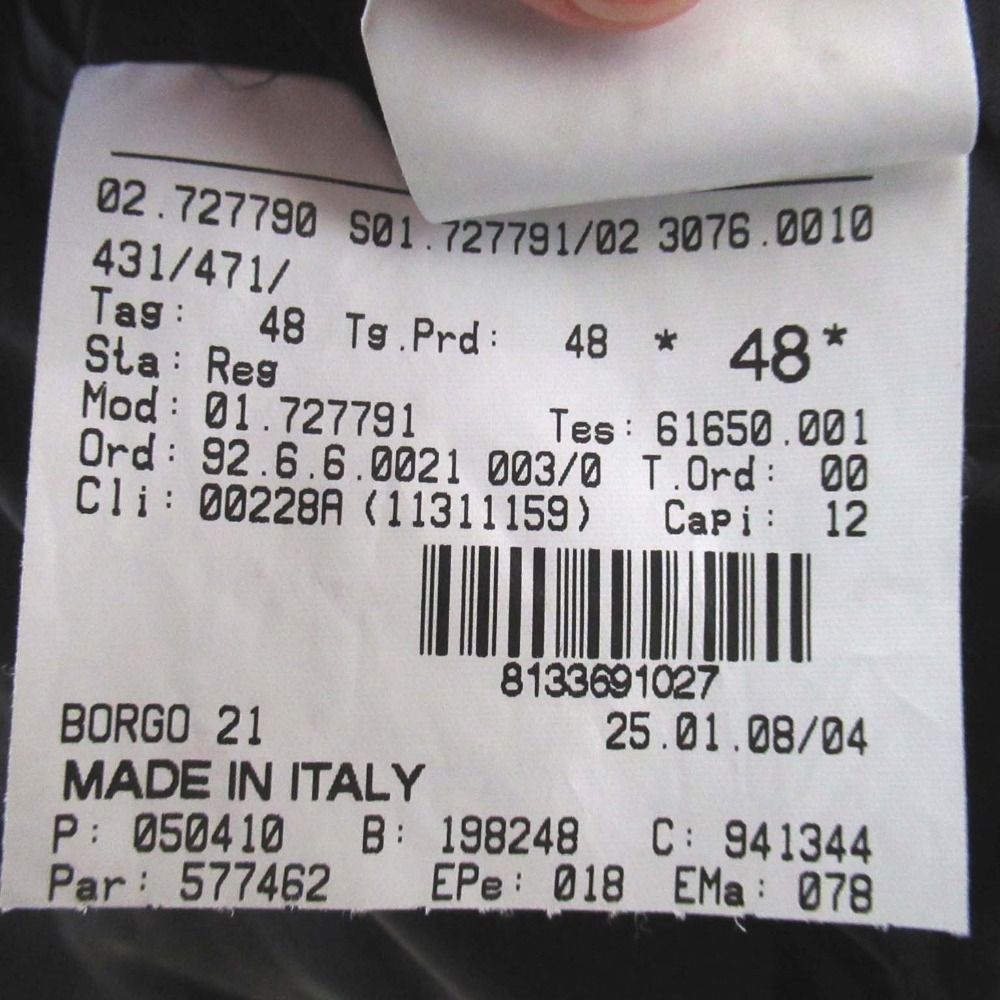 02.727790 S01.727791/02 3076.0010
431/471/
Tag: 48 Tg.Prd: 48 * 48*
Sta: Reg
Mod: 01.727791 Tes: 61650.001
Ord: 92.6.6.0021 003/0 T.Ord: 00
Cli: 00228A (11311159) Capi: 12
8133691027
BORGO 21 25.01.08/04
MADE IN ITALY
P: 050410 B: 198248 C: 941344
Par: 577462 EPe: 018 EMa: 078